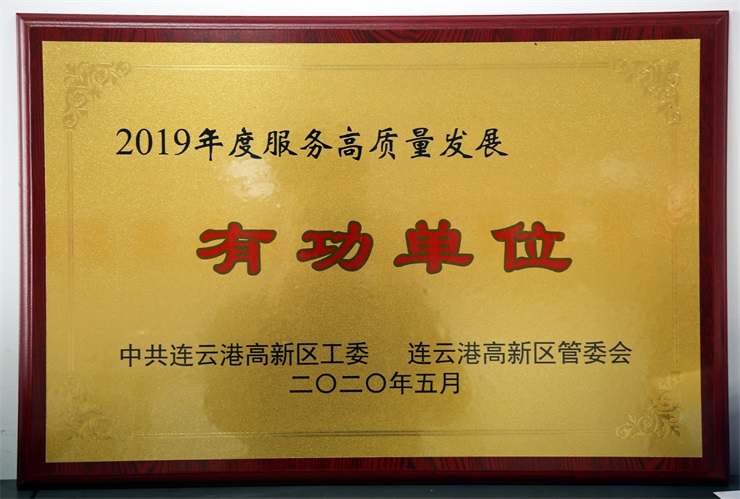 2019年度服务高质量发展
有功单位
中共连云港高新区工委 连云港高新区管委会
二〇二〇年五月